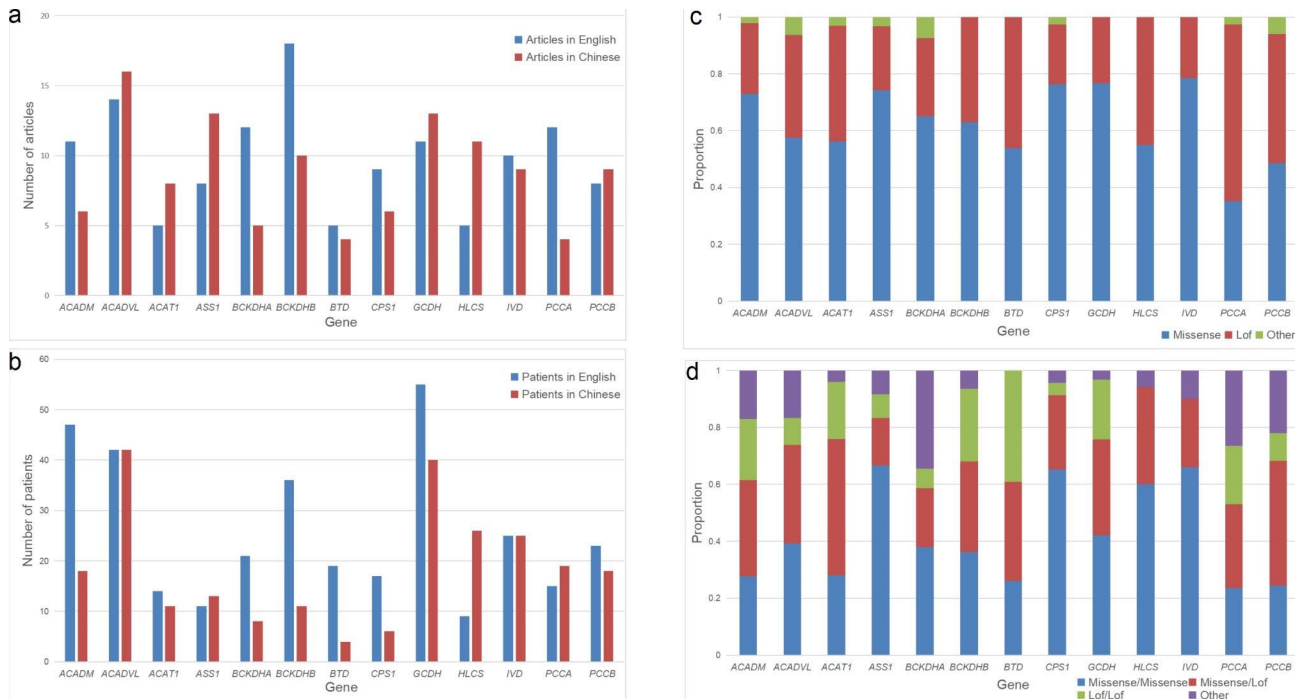 a
20
15
10
5
0
Number of articles
Articles in English
Articles in Chinese
ACADM ACADVL ACAT1 ASS1 BCKDHA BCKDHB BTD CPS1 GCDH HLCS IVD PCCA PCCB
Gene
b
60
50
40
30
20
10
0
Number of patients
Patients in English
Patients in Chinese
ACADM ACADVL ACAT1 ASS1 BCKDHA BCKDHB BTD CPS1 GCDH HLCS IVD PCCA PCCB
Gene
c
1
0.8
0.6
0.4
0.2
0
Proportion
ACADM ACADVL ACAT1 ASS1 BCKDHA BCKDHB BTD CPS1 GCDH HLCS IVD PCCA PCCB
Gene
Missense Lof Other
d
1
0.8
0.6
0.4
0.2
0
Proportion
ACADM ACADVL ACAT1 ASS1 BCKDHA BCKDHB BTD CPS1 GCDH HLCS IVD PCCA PCCB
Gene
Missense/Missense Missense/Lof
Lof/Lof Other